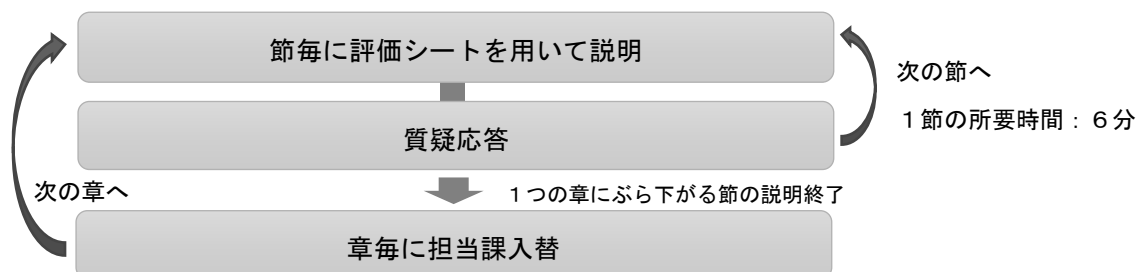 節毎に評価シートを用いて説明
次の節へ
１節の所要時間：６分
質疑応答
次の章へ
１つの章にぶら下がる節の説明終了
章毎に担当課入替